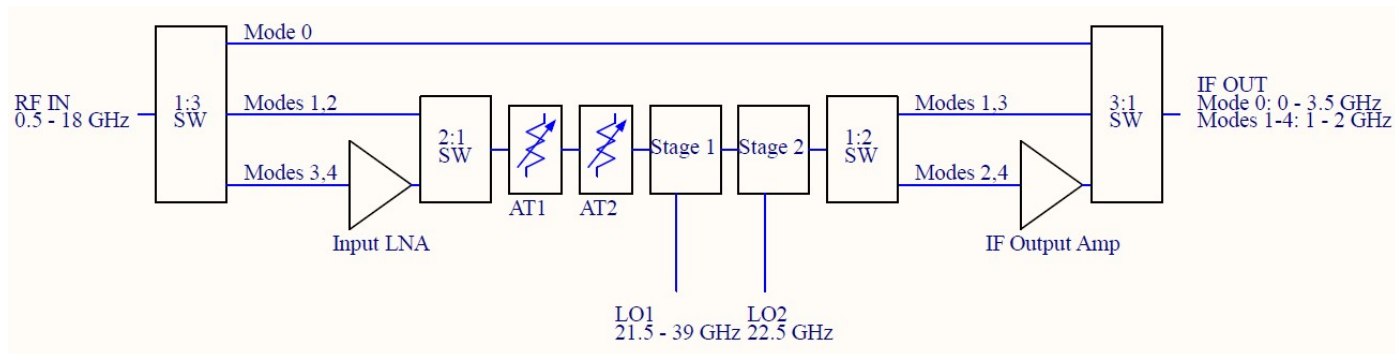 Mode 0
RF IN
0.5 - 18 GHz
1:3
SW
Modes 1,2
Modes 3,4
Input LNA
2:1
SW
AT1
AT2
Stage 1
Stage 2
LO1
21.5 - 39 GHz
LO2
22.5 GHz
1:2
SW
Modes 1,3
Modes 2,4
IF Output Amp
3:1
SW
IF OUT
Mode 0: 0 - 3.5 GHz
Modes 1-4: 1 - 2 GHz